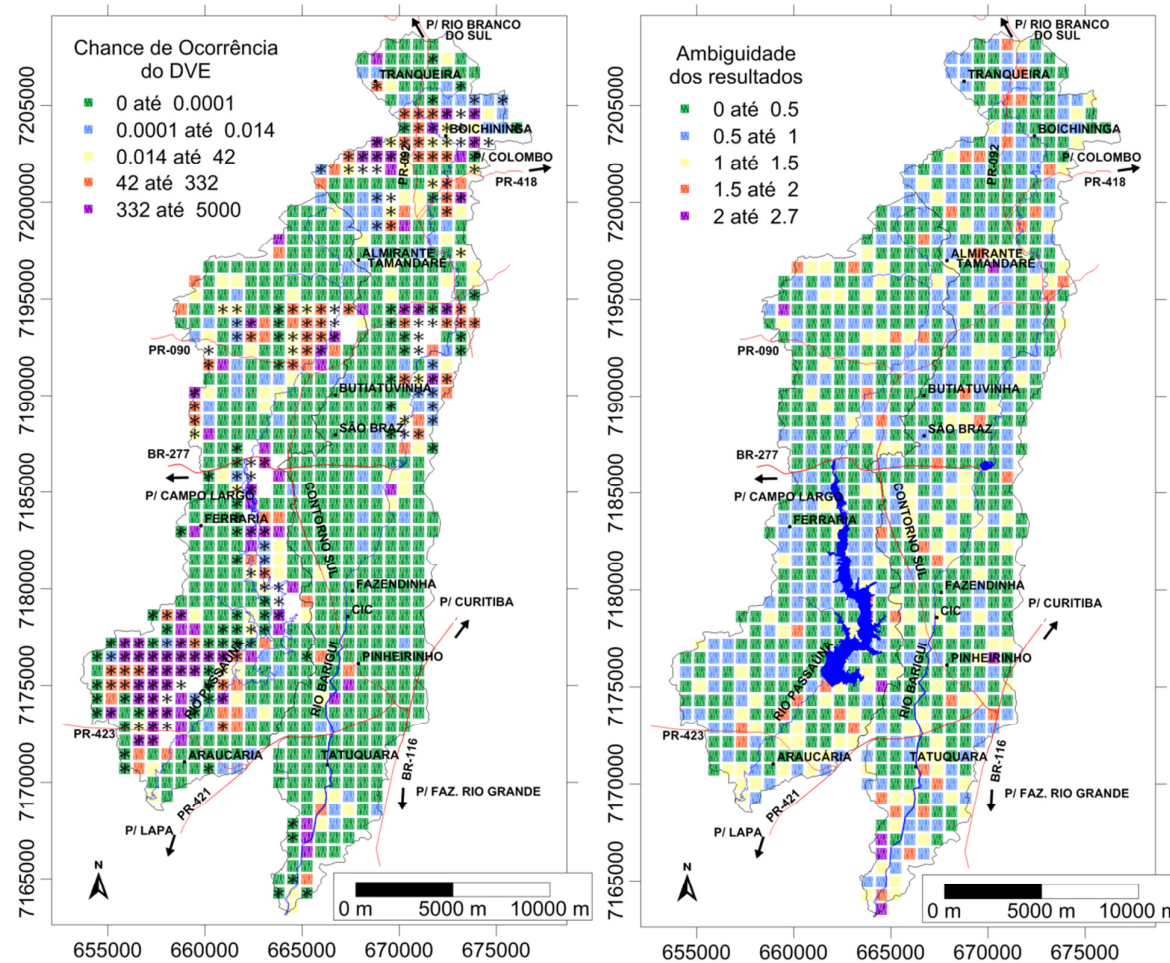 Chance de Ocorrência
do DVE
0 até 0.0001
0.0001 até 0.014
0.014 até 42
42 até 332
332 até 5000
P/ RIO BRANCO
DO SUL
TRANQUEIRA
BOICHININGA
P/ COLOMBO
PR-092
PR-418
ALMIRANTE
TAMANDARÉ
PR-090
BUTIATUVINHA
SÃO BRAZ
BR-277
P/ CAMPO LARGO
FERRARIA
CONTORNO SUL
FAZENDINHA
CIC
P/ CURITIBA
RIO PASSAUNA
RIO BARIGUI
PINHEIRINHO
PR-423
ARAUCÁRIA
TATUQUARA
BR-116
PR-421
P/ FAZ. RIO GRANDE
P/ LAPA
N
0 m 5000 m 10000 m
7205000
7200000
7195000
7190000
7185000
7180000
7175000
7170000
7165000
655000 660000 665000 670000 675000
Ambiguidade
dos resultados
0 até 0.5
0.5 até 1
1 até 1.5
1.5 até 2
2 até 2.7
P/ RIO BRANCO
DO SUL
TRANQUEIRA
BOICHININGA
P/ COLOMBO
PR-092
PR-418
ALMIRANTE
TAMANDARÉ
PR-090
BUTIATUVINHA
SÃO BRAZ
BR-277
P/ CAMPO LARGO
FERRARIA
CONTORNO SUL
FAZENDINHA
CIC
P/ CURITIBA
RIO PASSAUNA
RIO BARIGUI
PINHEIRINHO
PR-423
ARAUCÁRIA
TATUQUARA
BR-116
PR-421
P/ FAZ. RIO GRANDE
P/ LAPA
N
0 m 5000 m 10000 m
7205000
7200000
7195000
7190000
7185000
7180000
7175000
7170000
7165000
655000 660000 665000 670000 675000